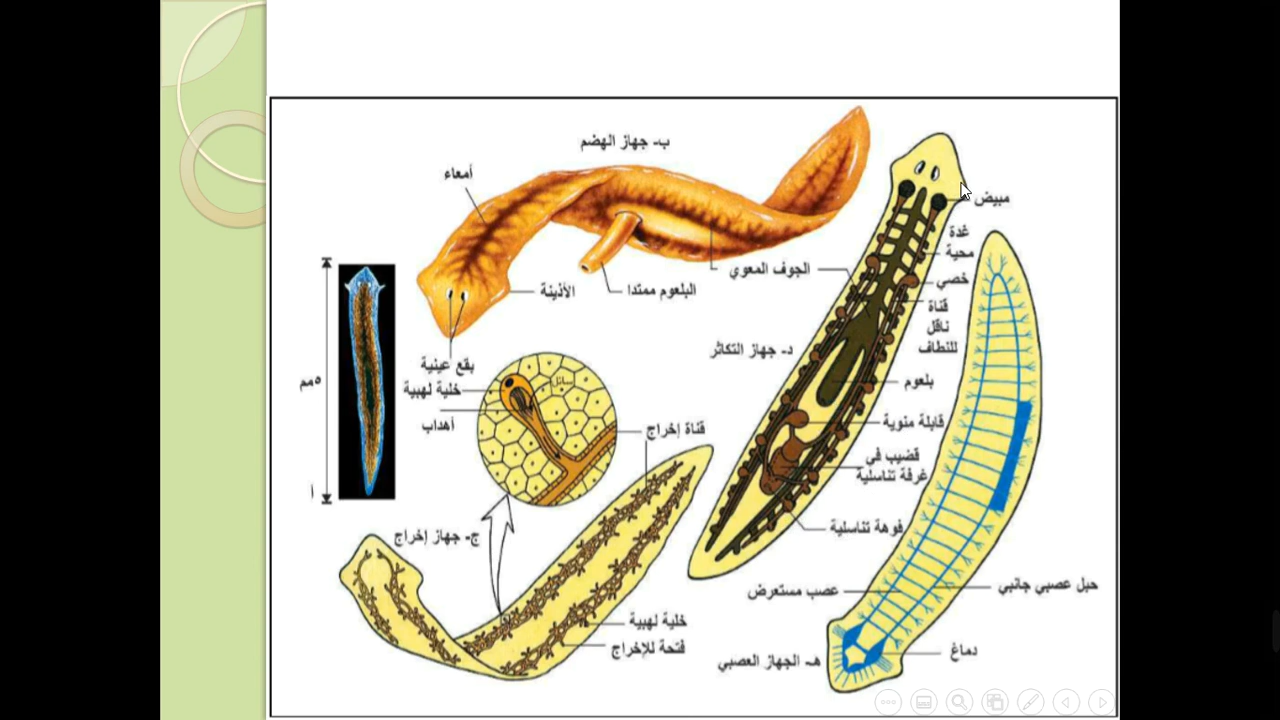 ب- جهاز الهضم
أمعاء
الجوف المعوي
البلعوم ممتدا
الأذينة
بقع عينية
٥مم
أ
خلية لهبية
أهداب
سائل
قناة إخراج
ج- جهاز إخراج
خلية لهبية
فتحة للإخراج
مبيض
غدة
محية
خصي
قناة
ناقل
للنطاف
د- جهاز التكاثر
بلعوم
قابلة منوية
قضيب في
غرفة تناسلية
فوهة تناسلية
عصب مستعرض
حبل عصبي جانبي
دماغ
هـ- الجهاز العصبي